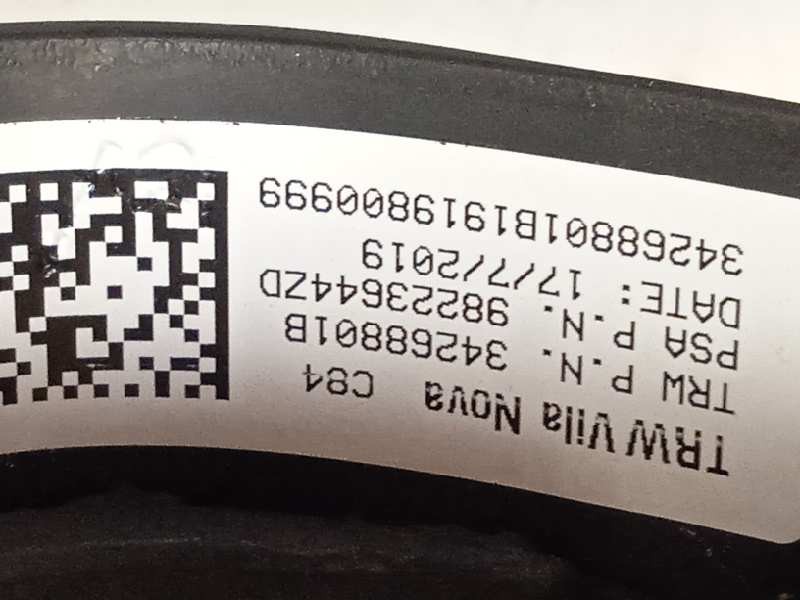 TRW Vila Nova C84
TRW P.N. 34268801B
PSA P.N. 98223644ZD
DATE: 17/7/2019
34268801B1919800999